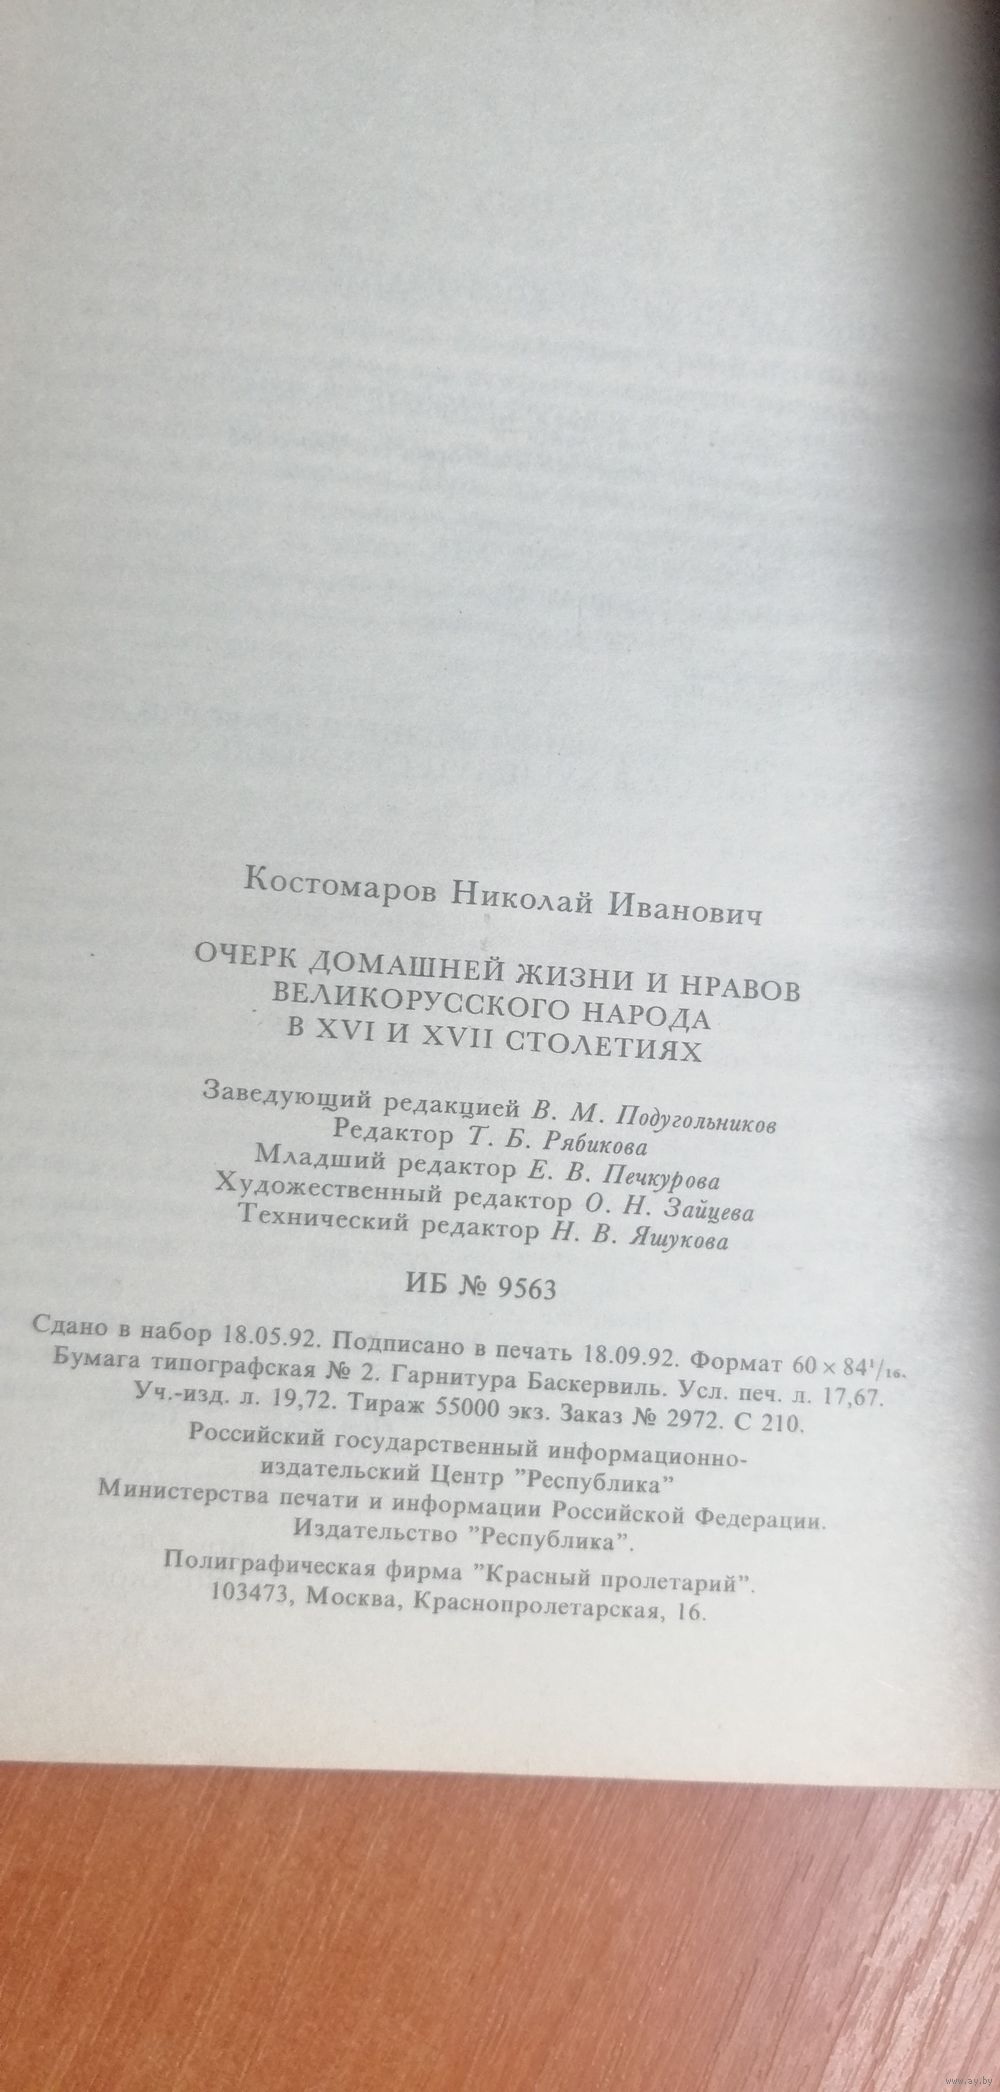 Костомаров Николай Иванович
ОЧЕРК ДОМАШНЕЙ ЖИЗНИ И НРАВОВ
ВЕЛИКОРУССКОГО НАРОДА
В XVI И XVII СТОЛЕТИЯХ
Заведующий редакцией В. М. Подугольников
Редактор Т. Б. Рябикова
Младший редактор Е. В. Печкурова
Художественный редактор О. Н. Зайцева
Технический редактор Н. В. Яшукова
ИБ № 9563
Сдано в набор 18.05.92. Подписано в печать 18.09.92. Формат 60 × 84¹/₁₆.
Бумага типографская № 2. Гарнитура Баскервиль. Усл. печ. л. 17,67.
Уч.-изд. л. 19,72. Тираж 55000 экз. Заказ № 2972. С 210.
Российский государственный информационно-
издательский Центр "Республика"
Министерства печати и информации Российской Федерации.
Издательство "Республика".
Полиграфическая фирма "Красный пролетарий".
103473, Москва, Краснопролетарская, 16.
www.ay.by